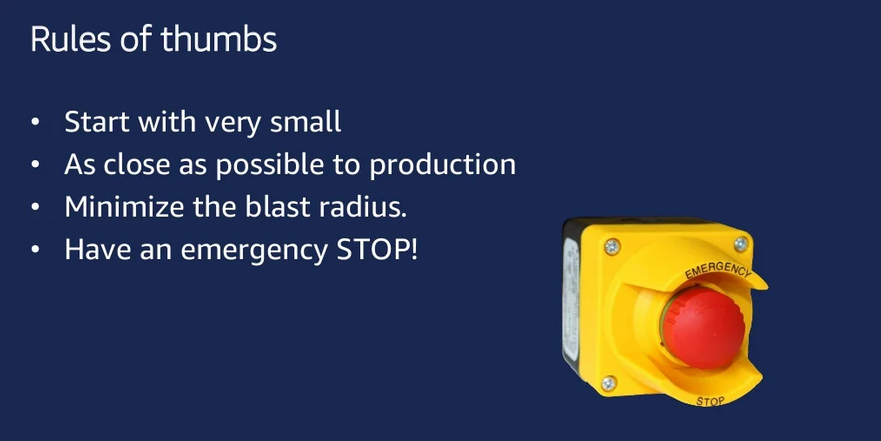 Rules of thumbs
• Start with very small
• As close as possible to production
• Minimize the blast radius.
• Have an emergency STOP!
EMERGENCY
STOP